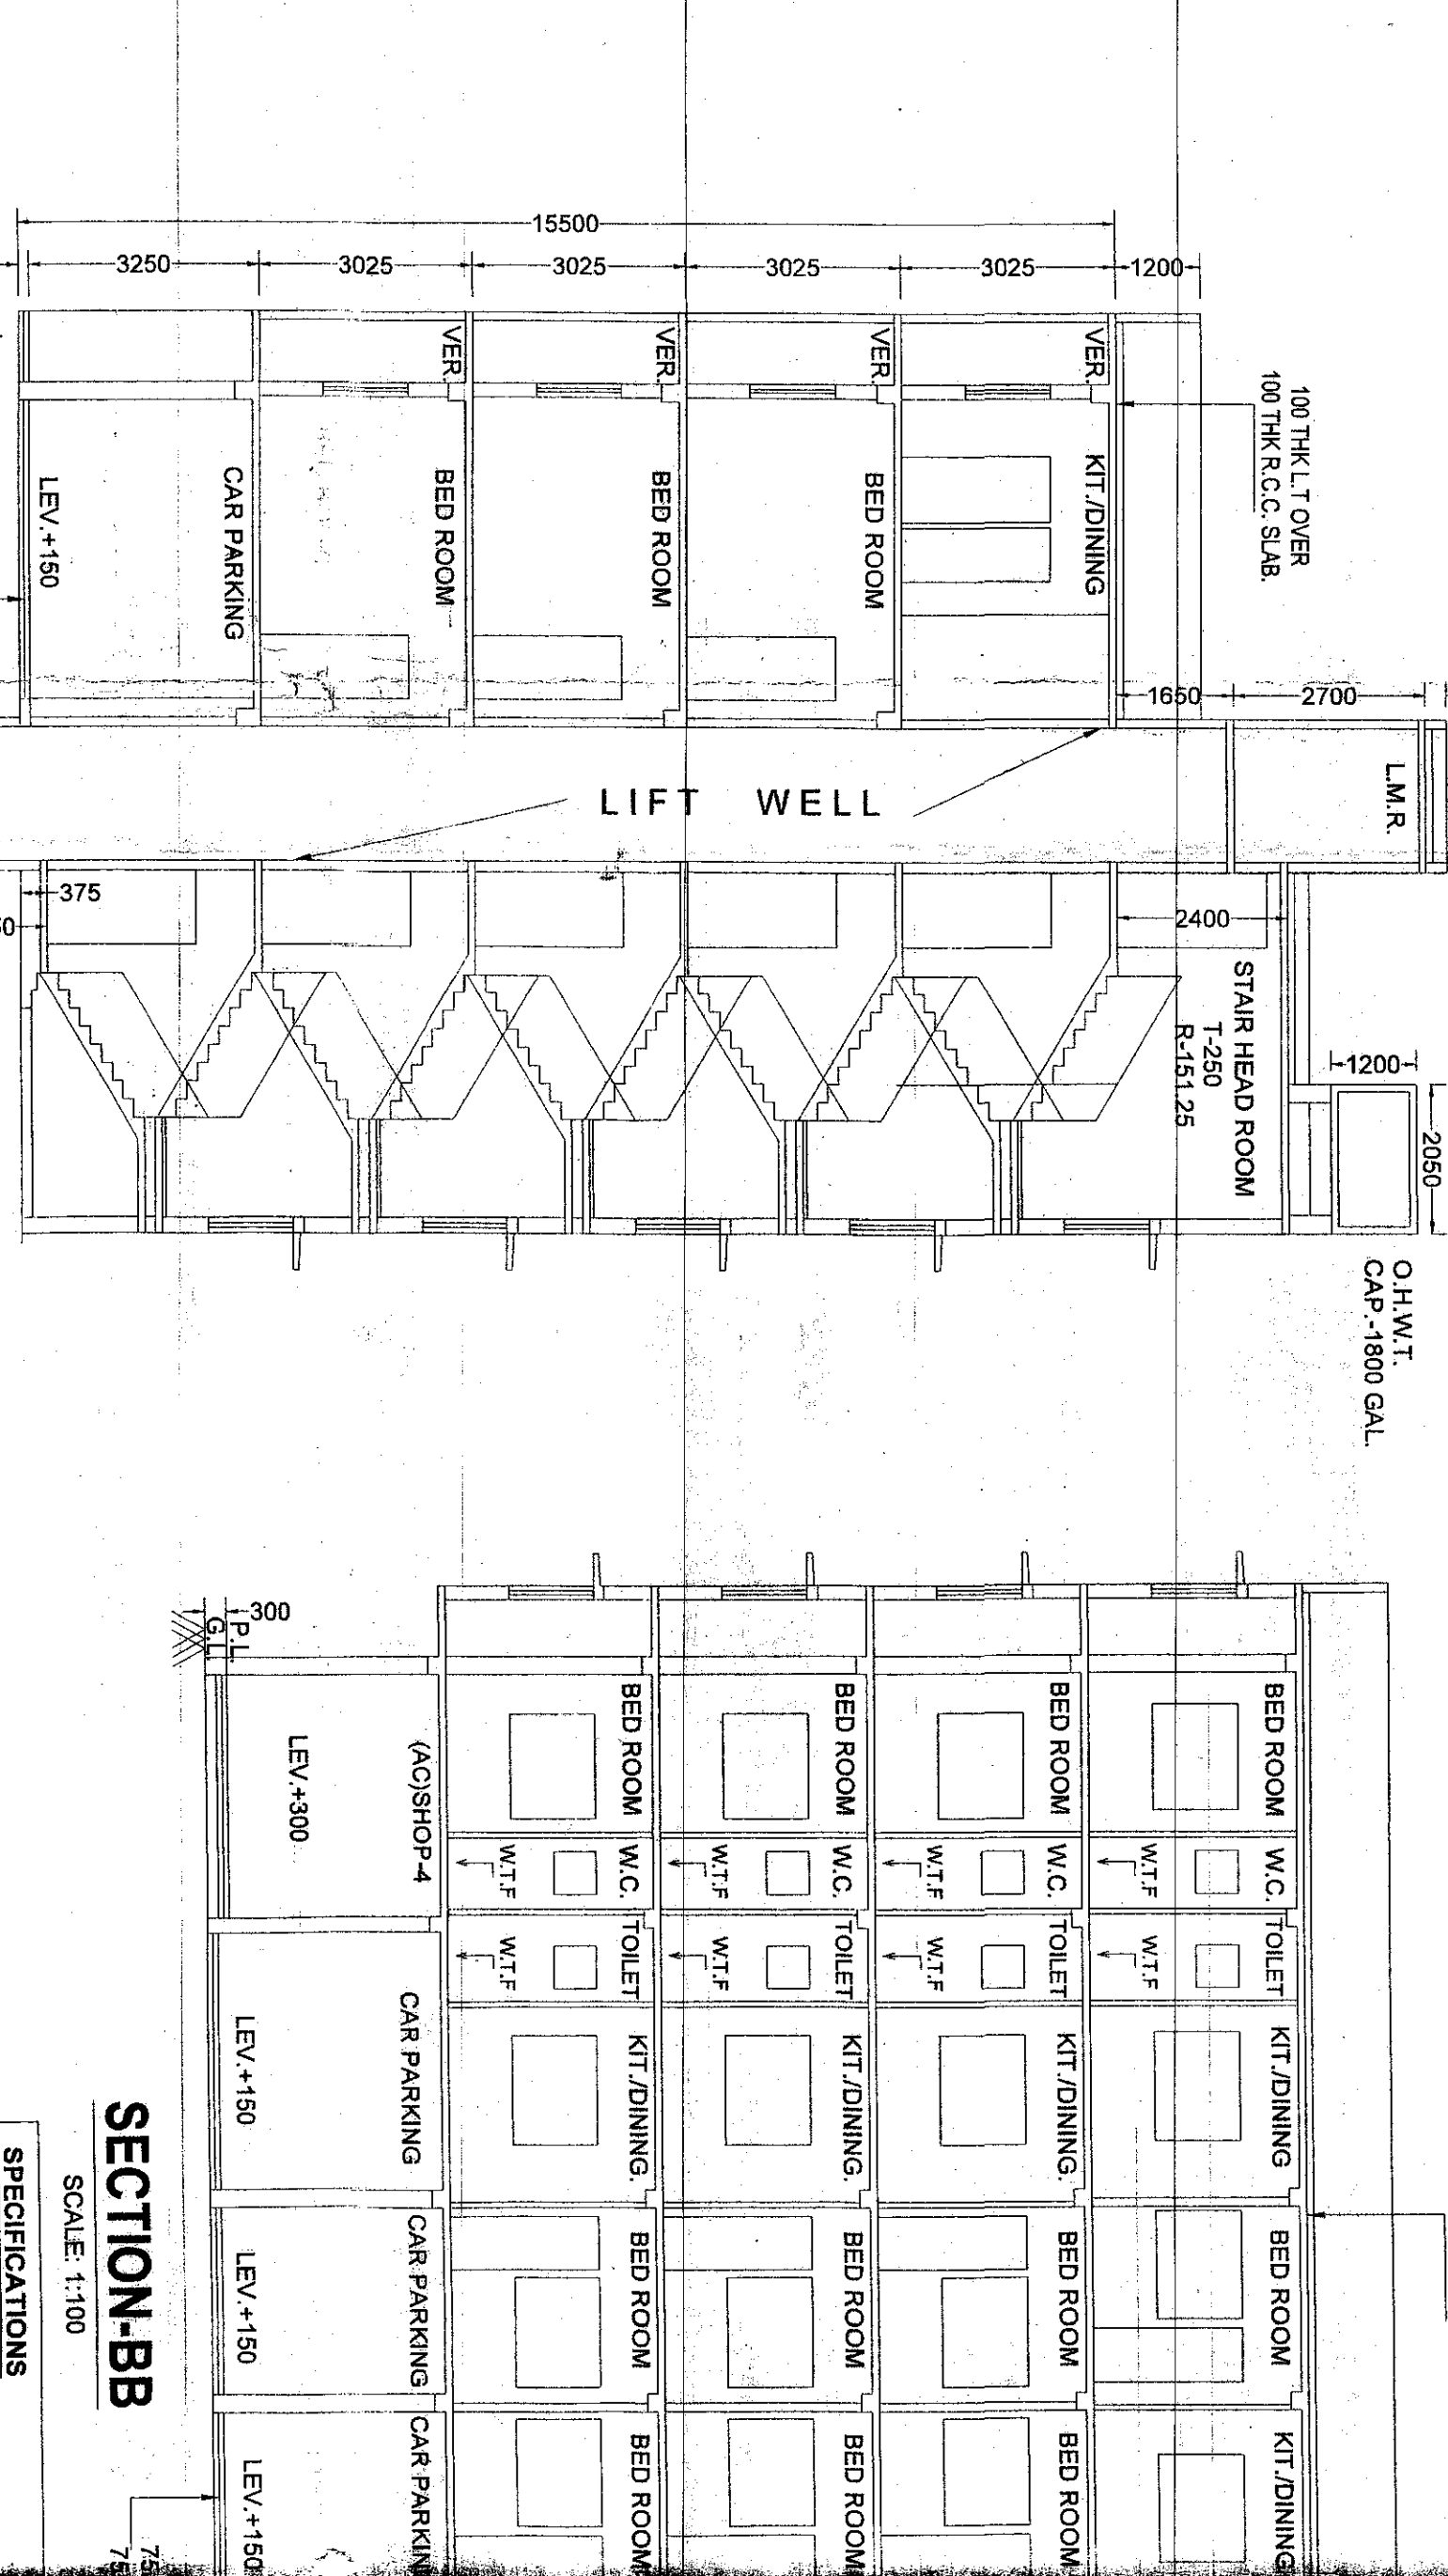 15500
3250
3025
3025
3025
3025
1200
100 THK L.T OVER
100 THK R.C.C. SLAB.
VER.
VER.
VER.
VER.
KIT./DINING
BED ROOM
BED ROOM
BED ROOM
CAR PARKING
LEV.+150
1650
2700
L.M.R.
LIFT WELL
375
2400
STAIR HEAD ROOM
T-250
R-151.25
1200
2050
O.H.W.T.
CAP.-1800 GAL.
300
P.L.
G.L.
BED ROOM
W.C.
W.T.F
TOILET
W.T.F
KIT./DINING
BED ROOM
KIT./DINING
BED ROOM
W.C.
W.T.F
TOILET
W.T.F
KIT./DINING.
BED ROOM
BED ROOM
BED ROOM
W.C.
W.T.F
TOILET
W.T.F
KIT./DINING.
BED ROOM
BED ROOM
BED ROOM
W.C.
W.T.F
TOILET
W.T.F
KIT./DINING.
BED ROOM
BED ROOM
(AC)SHOP-4
LEV.+300
CAR PARKING
LEV.+150
CAR PARKING
LEV.+150
CAR PARKIN
LEV.+150
SECTION-BB
SCALE: 1:100
SPECIFICATIONS